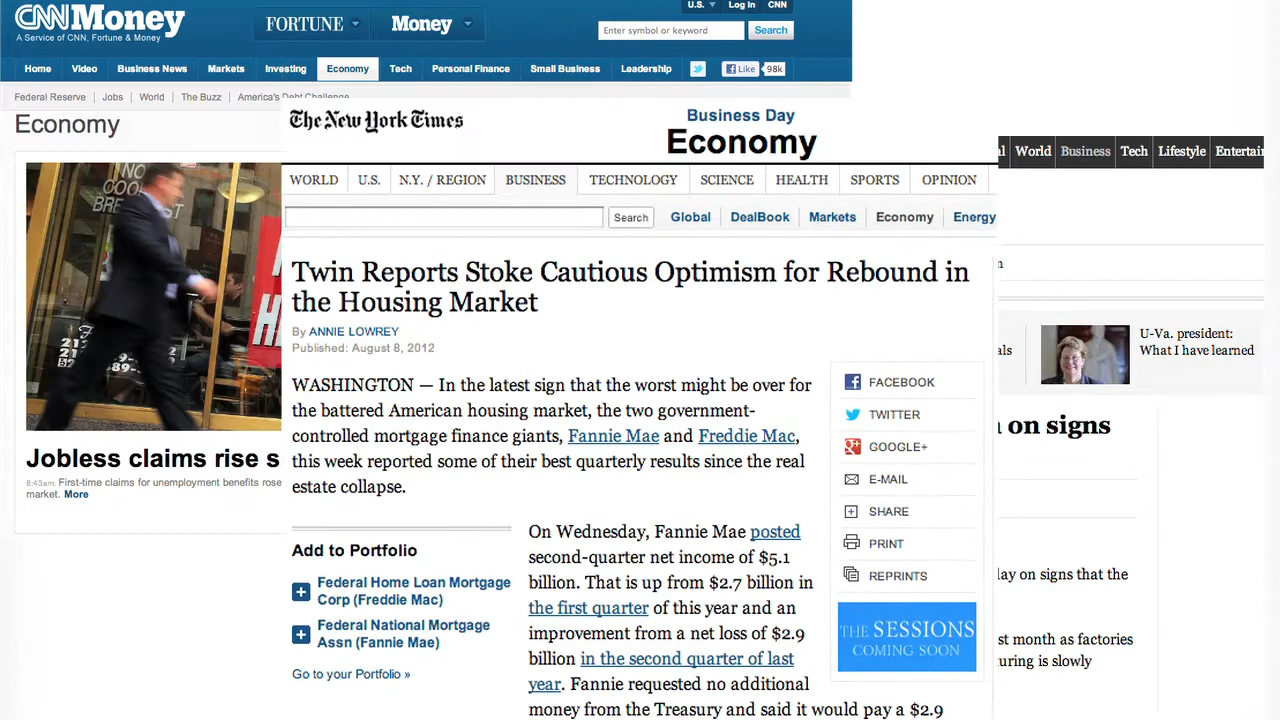 CNNMoney
A Service of CNN, Fortune & Money
FORTUNE
Money
U.S.
Log In
CNN
Enter symbol or keyword
Search
Home
Video
Business News
Markets
Investing
Economy
Tech
Personal Finance
Small Business
Leadership
Like
98k
Federal Reserve
Jobs
World
The Buzz
America's Debt Challenge
Economy
NO
Jobless claims rise s
8:43am: First-time claims for unemployment benefits rose
market. More
The New York Times
Business Day
Economy
WORLD
U.S.
N.Y. / REGION
BUSINESS
TECHNOLOGY
SCIENCE
HEALTH
SPORTS
OPINION
Search
Global
DealBook
Markets
Economy
Energy
Twin Reports Stoke Cautious Optimism for Rebound in
the Housing Market
By ANNIE LOWREY
Published: August 8, 2012
WASHINGTON — In the latest sign that the worst might be over for
the battered American housing market, the two government-
controlled mortgage finance giants, Fannie Mae and Freddie Mac,
this week reported some of their best quarterly results since the real
estate collapse.
Add to Portfolio
Federal Home Loan Mortgage
Corp (Freddie Mac)
Federal National Mortgage
Assn (Fannie Mae)
Go to your Portfolio »
On Wednesday, Fannie Mae posted
second-quarter net income of $5.1
billion. That is up from $2.7 billion in
the first quarter of this year and an
improvement from a net loss of $2.9
billion in the second quarter of last
year. Fannie requested no additional
money from the Treasury and said it would pay a $2.9
FACEBOOK
TWITTER
GOOGLE+
E-MAIL
SHARE
PRINT
REPRINTS
THE SESSIONS
COMING SOON
al
World
Business
Tech
Lifestyle
Entertai
m
als
U-Va. president:
What I have learned
n on signs
lay on signs that the
st month as factories
uring is slowly